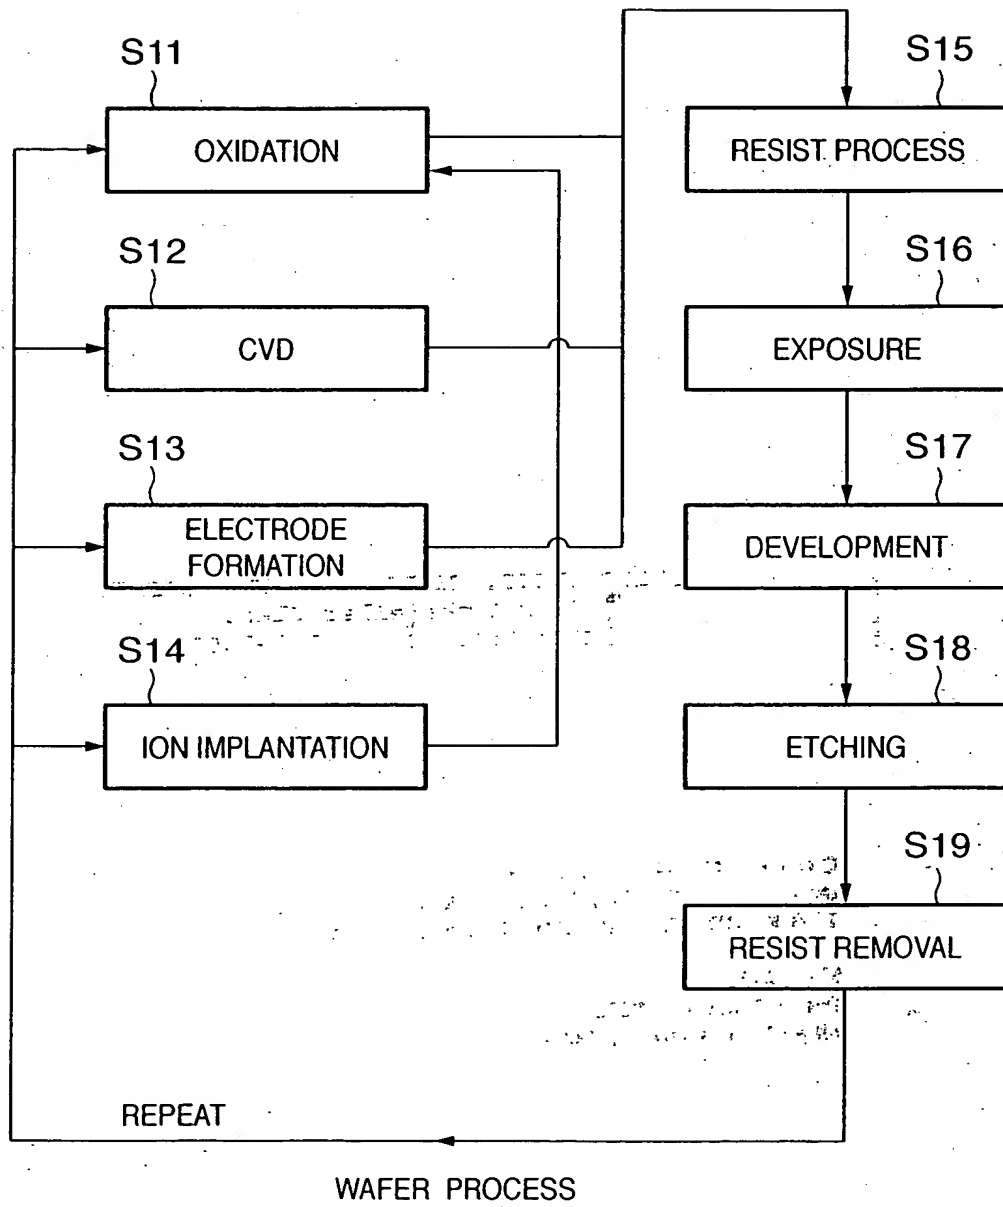 S11
OXIDATION
S12
CVD
S13
ELECTRODE
FORMATION
S14
ION IMPLANTATION
S15
RESIST PROCESS
S16
EXPOSURE
S17
DEVELOPMENT
S18
ETCHING
S19
RESIST REMOVAL
REPEAT
WAFER PROCESS